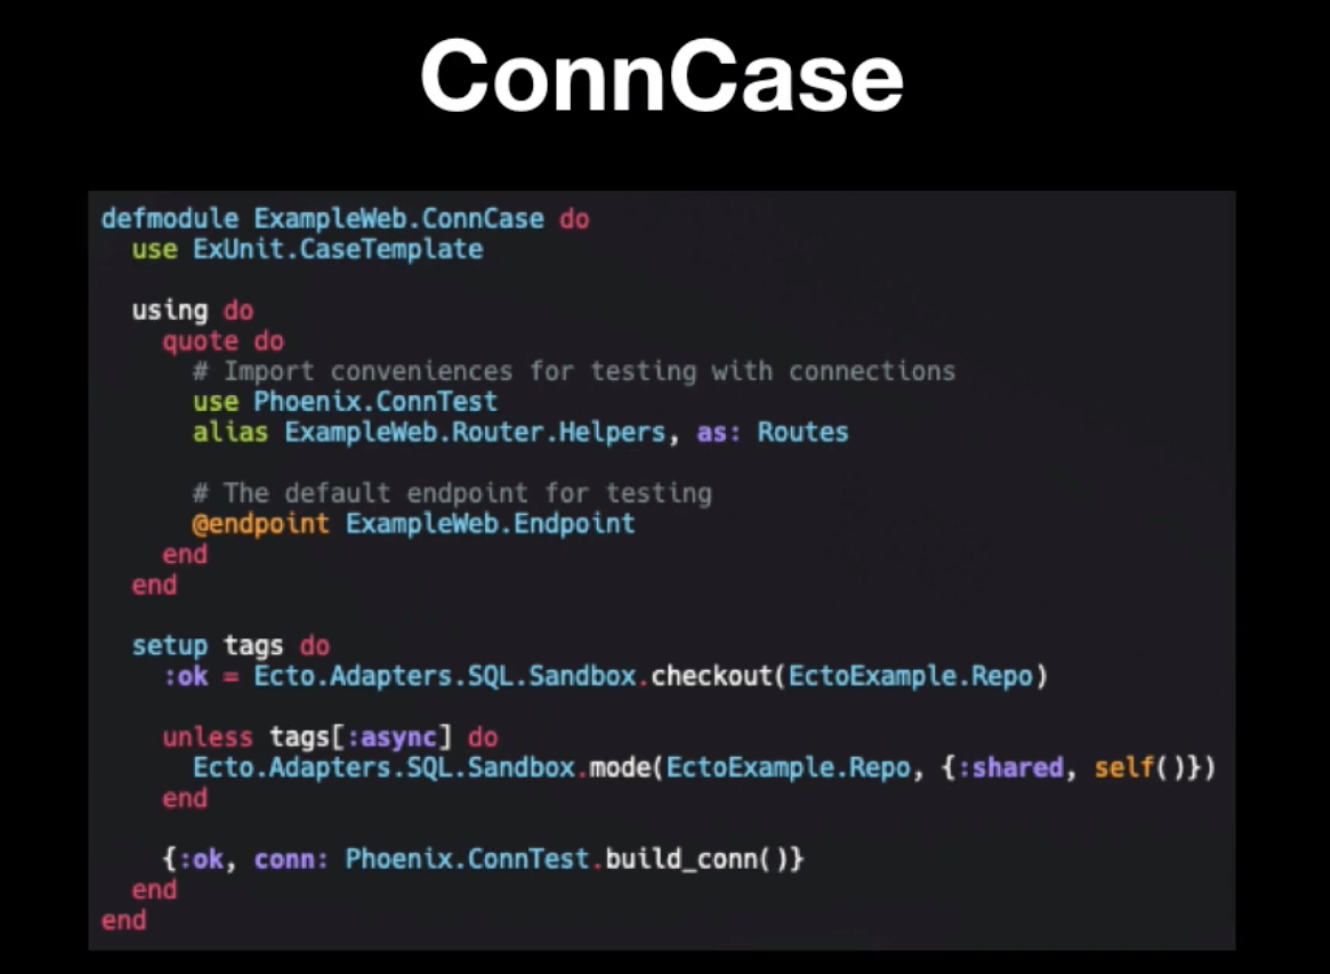 ConnCase
defmodule ExampleWeb.ConnCase do
  use ExUnit.CaseTemplate

  using do
    quote do
      # Import conveniences for testing with connections
      use Phoenix.ConnTest
      alias ExampleWeb.Router.Helpers, as: Routes

      # The default endpoint for testing
      @endpoint ExampleWeb.Endpoint
    end
  end

  setup tags do
    :ok = Ecto.Adapters.SQL.Sandbox.checkout(EctoExample.Repo)

    unless tags[:async] do
      Ecto.Adapters.SQL.Sandbox.mode(EctoExample.Repo, {:shared, self()})
    end

    {:ok, conn: Phoenix.ConnTest.build_conn()}
  end
end